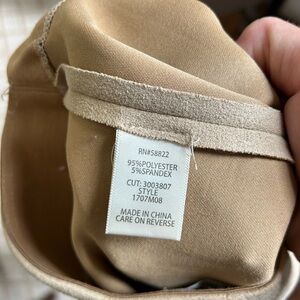 RN#58822
95%POLYESTER
5%SPANDEX
CUT: 3003807
STYLE
1707M08
MADE IN CHINA
CARE ON REVERSE